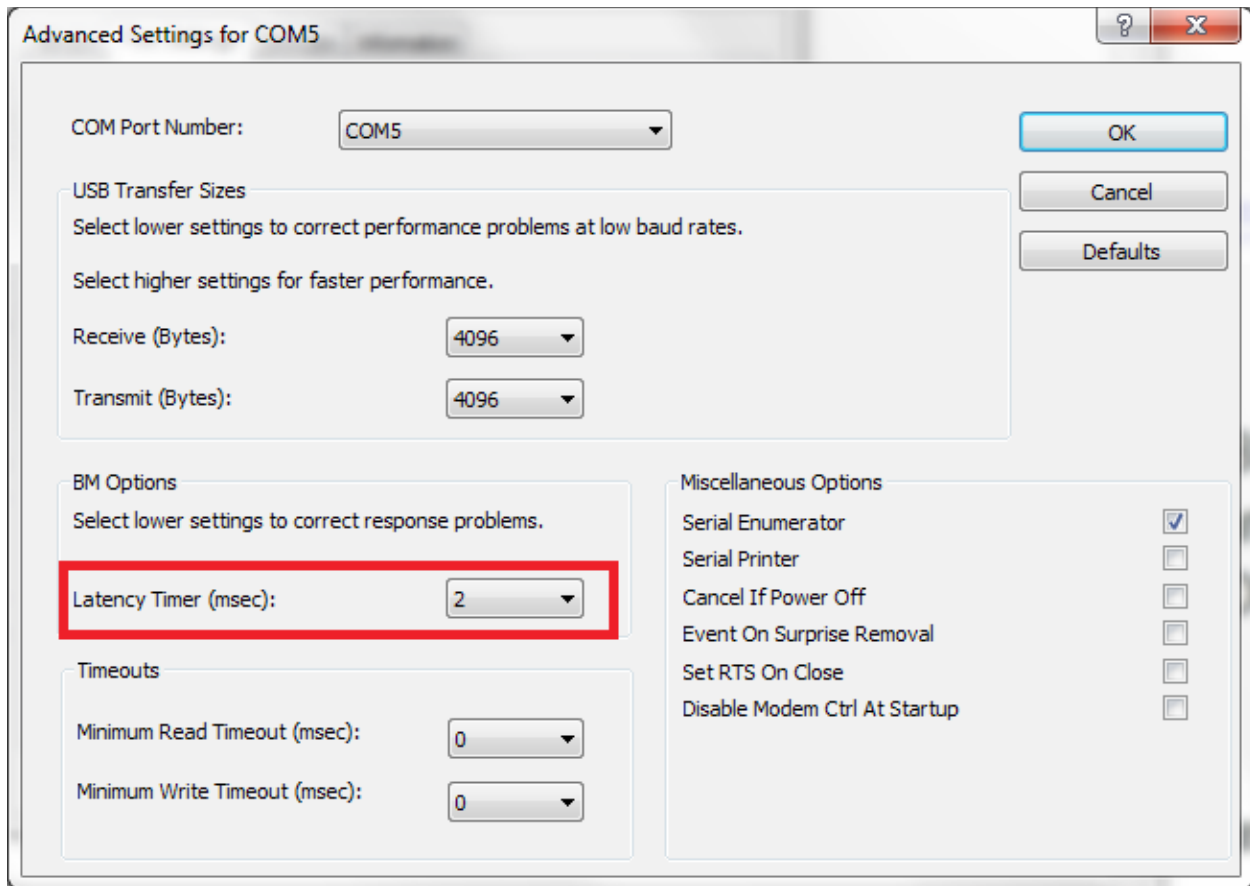 Advanced Settings for COM5
Information
COM Port Number:
COM5
OK
Cancel
Defaults
USB Transfer Sizes
Select lower settings to correct performance problems at low baud rates.
Select higher settings for faster performance.
Receive (Bytes):
4096
Transmit (Bytes):
4096
BM Options
Select lower settings to correct response problems.
Latency Timer (msec):
2
Timeouts
Minimum Read Timeout (msec):
0
Minimum Write Timeout (msec):
0
Miscellaneous Options
Serial Enumerator
Serial Printer
Cancel If Power Off
Event On Surprise Removal
Set RTS On Close
Disable Modem Ctrl At Startup